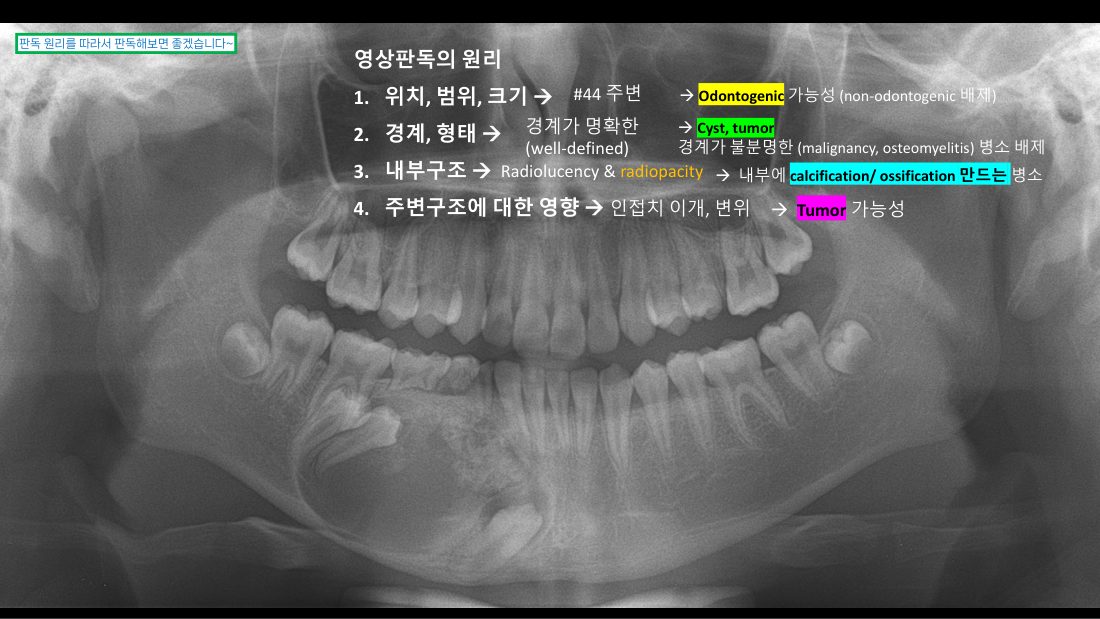 판독 원리를 따라서 판독해보면 좋겠습니다~
영상판독의 원리
1. 위치, 범위, 크기 → #44 주변 → Odontogenic 가능성 (non-odontogenic 배제)
2. 경계, 형태 → 경계가 명확한 (well-defined) → Cyst, tumor
경계가 불분명한 (malignancy, osteomyelitis) 병소 배제
3. 내부구조 → Radiolucency & radiopacity → 내부에 calcification/ ossification 만드는 병소
4. 주변구조에 대한 영향 → 인접치 이개, 변위 → Tumor 가능성